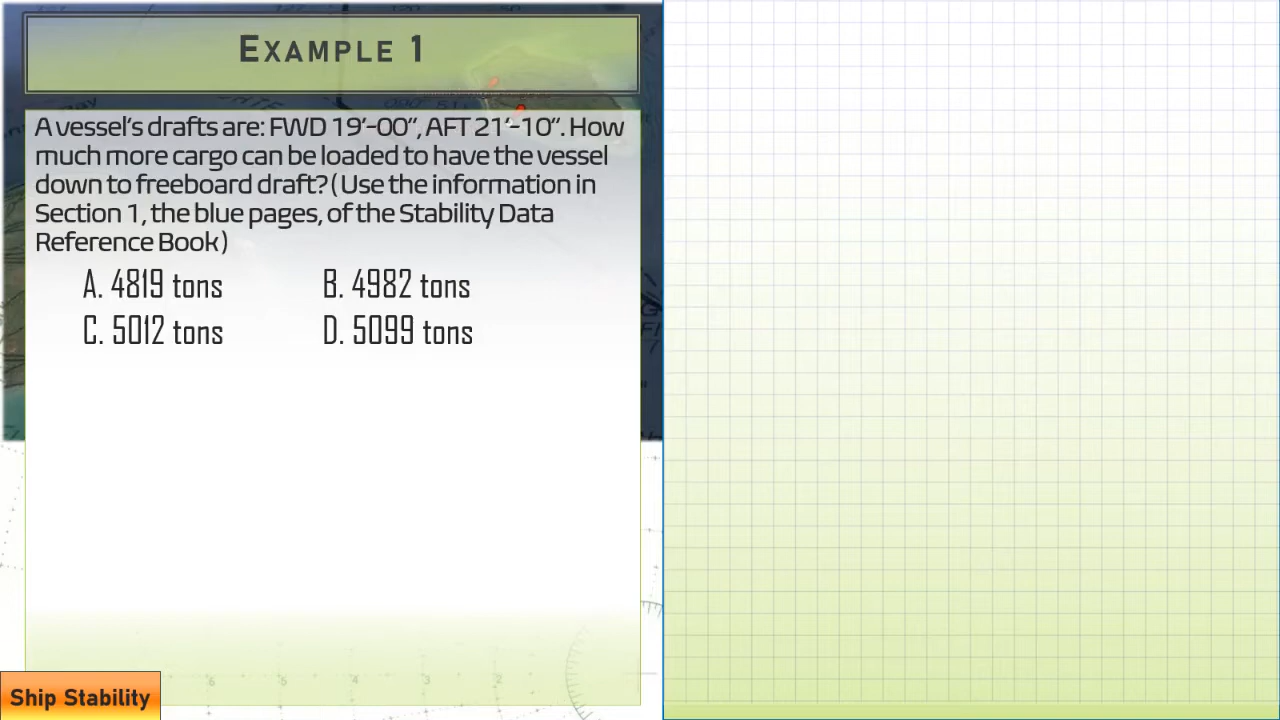 EXAMPLE 1
A vessel's drafts are: FWD 19'-00", AFT 21'-10". How
much more cargo can be loaded to have the vessel
down to freeboard draft? ( Use the information in
Section 1, the blue pages, of the Stability Data
Reference Book )
A. 4819 tons B. 4982 tons
C. 5012 tons D. 5099 tons
Ship Stability